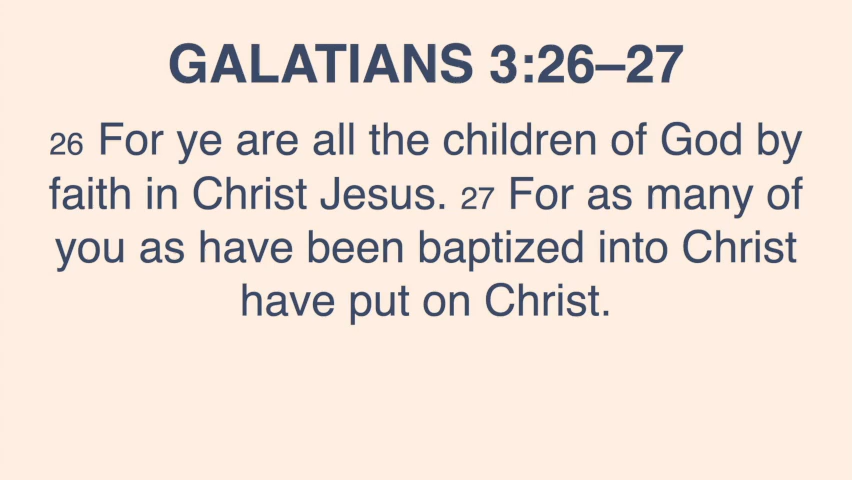 GALATIANS 3:26–27
26 For ye are all the children of God by
faith in Christ Jesus. 27 For as many of
you as have been baptized into Christ
have put on Christ.